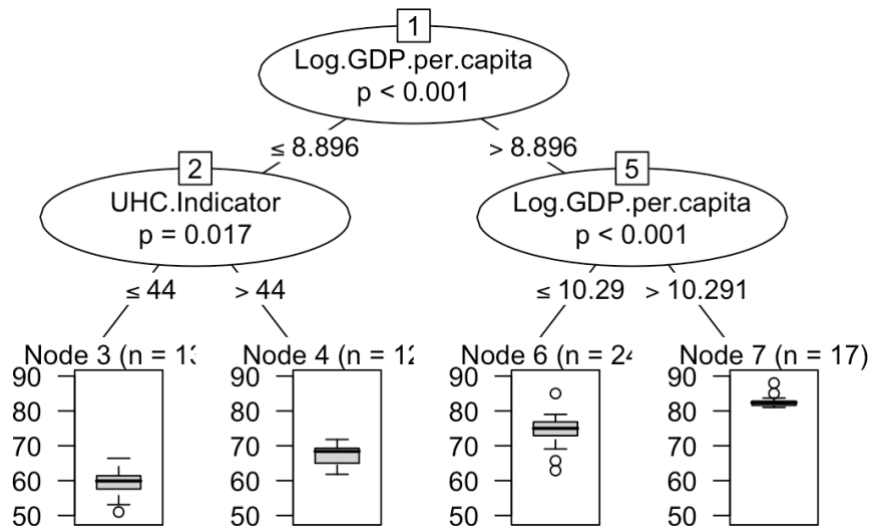 1
Log.GDP.per.capita
p < 0.001
≤ 8.896
> 8.896
2
UHC.Indicator
p = 0.017
5
Log.GDP.per.capita
p < 0.001
≤ 44
> 44
≤ 10.29
> 10.291
Node 3 (n = 13
Node 4 (n = 12
Node 6 (n = 24
Node 7 (n = 17)
90
80
70
60
50
90
80
70
60
50
90
80
70
60
50
90
80
70
60
50